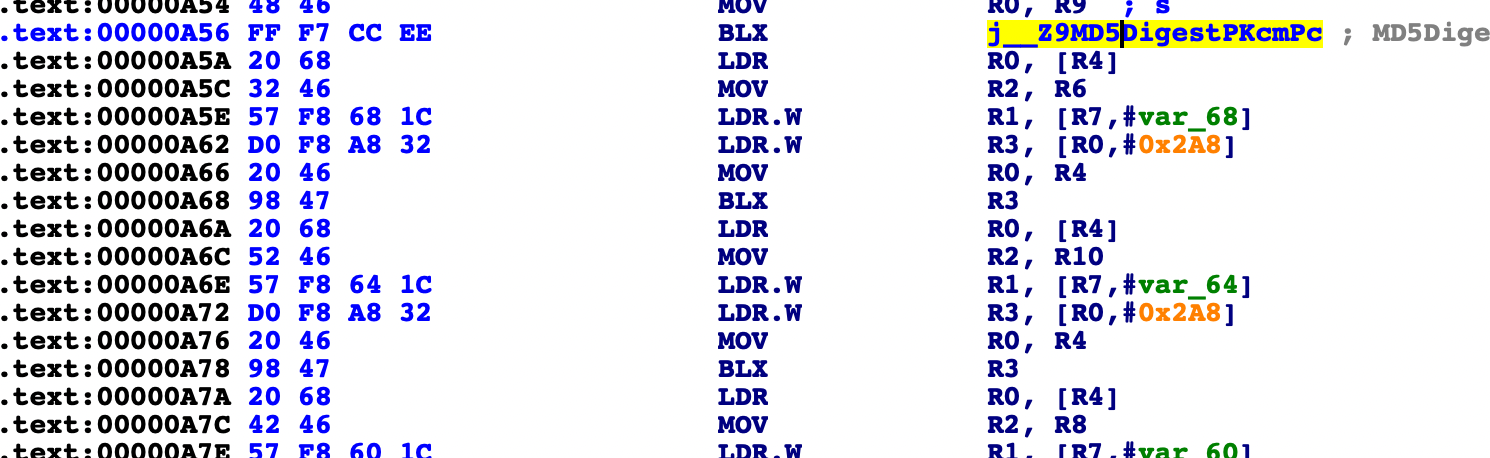 .text:00000A54 48 46 MOV R0, R9 ; s
.text:00000A56 FF F7 CC EE BLX j__Z9MD5DigestPKcmPc ; MD5Dige
.text:00000A5A 20 68 LDR R0, [R4]
.text:00000A5C 32 46 MOV R2, R6
.text:00000A5E 57 F8 68 1C LDR.W R1, [R7,#var_68]
.text:00000A62 D0 F8 A8 32 LDR.W R3, [R0,#0x2A8]
.text:00000A66 20 46 MOV R0, R4
.text:00000A68 98 47 BLX R3
.text:00000A6A 20 68 LDR R0, [R4]
.text:00000A6C 52 46 MOV R2, R10
.text:00000A6E 57 F8 64 1C LDR.W R1, [R7,#var_64]
.text:00000A72 D0 F8 A8 32 LDR.W R3, [R0,#0x2A8]
.text:00000A76 20 46 MOV R0, R4
.text:00000A78 98 47 BLX R3
.text:00000A7A 20 68 LDR R0, [R4]
.text:00000A7C 42 46 MOV R2, R8
.text:00000A7E 57 F8 60 1C LDR.W R1, [R7,#var_60]